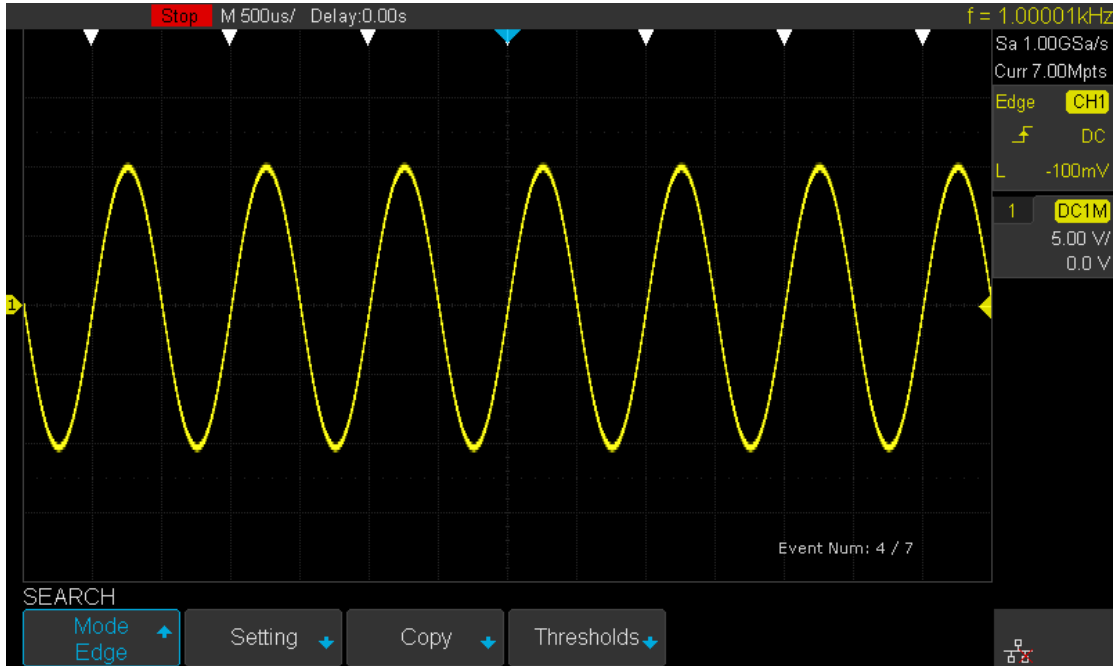 Stop M 500us/ Delay:0.00s f = 1.00001kHz
Sa 1.00GSa/s
Curr 7.00Mpts
Edge CH1
DC
L -100mV
1 DC1M
5.00 V/
0.0 V
1
Event Num: 4 / 7
SEARCH
Mode
Edge
Setting
Copy
Thresholds